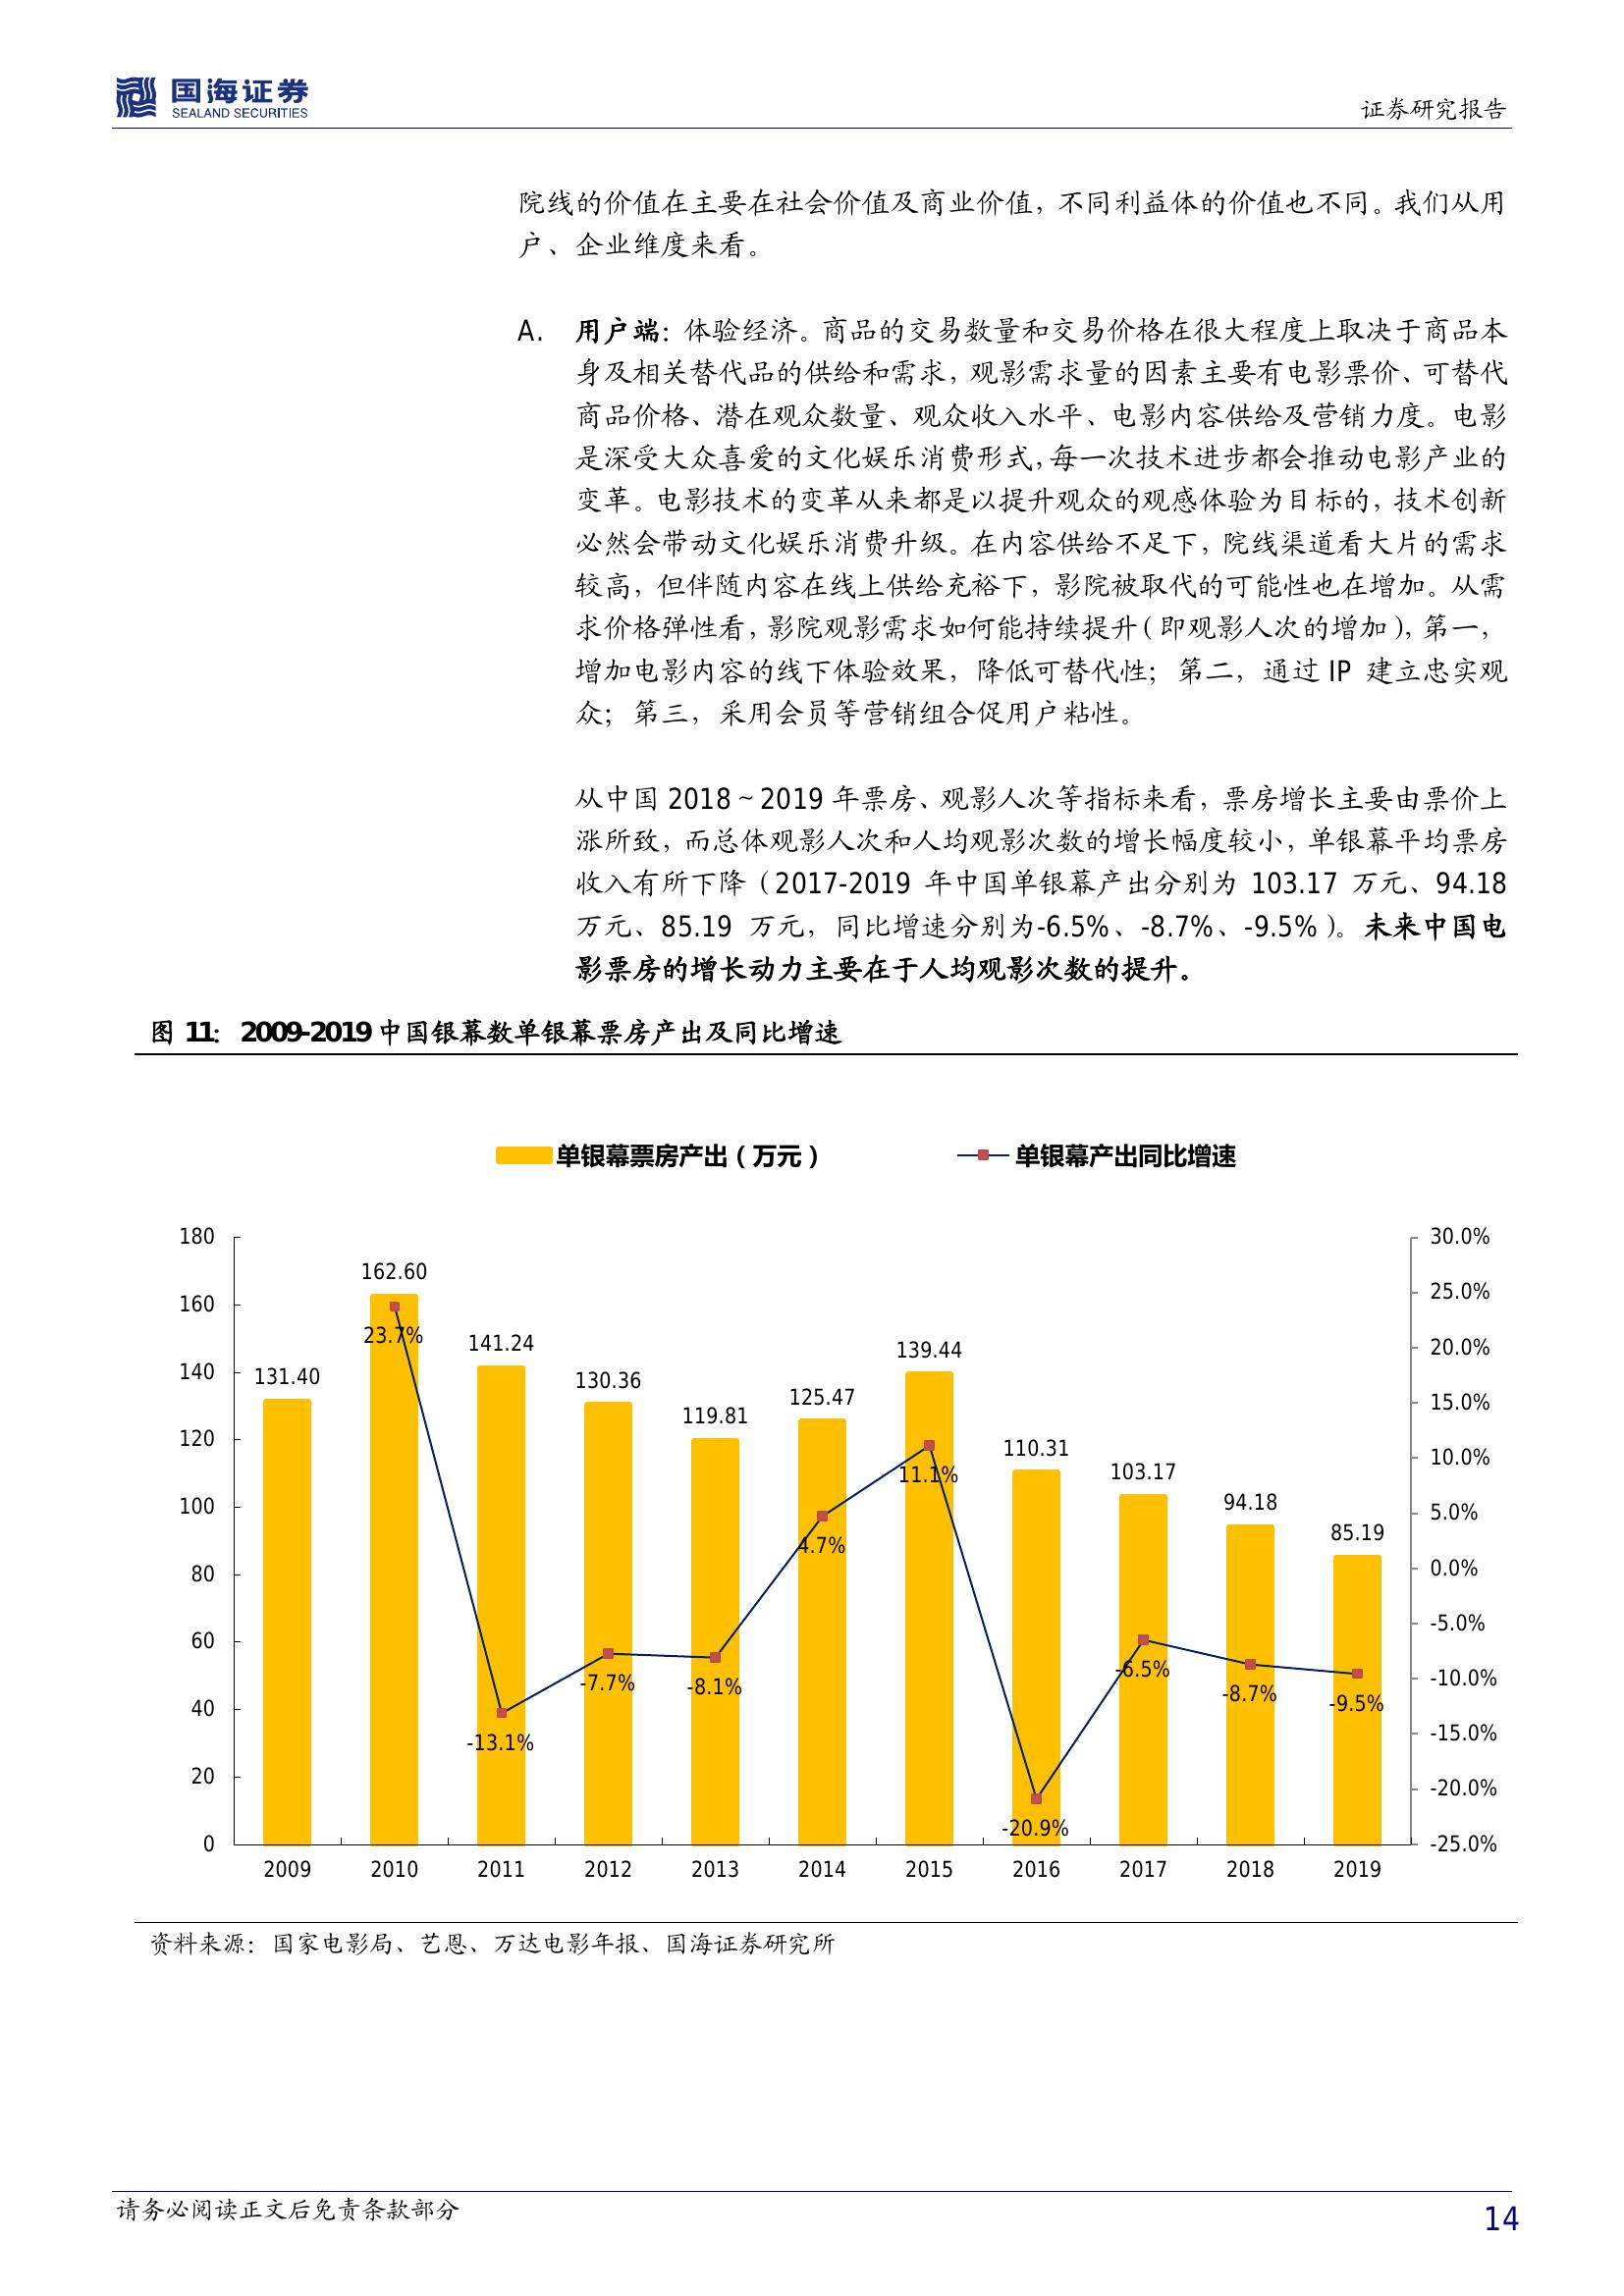 国海证券
SEALAND SECURITIES
证券研究报告
院线的价值在主要在社会价值及商业价值，不同利益体的价值也不同。我们从用
户、企业维度来看。
A. 用户端：体验经济。商品的交易数量和交易价格在很大程度上取决于商品本
身及相关替代品的供给和需求，观影需求量的因素主要有电影票价、可替代
商品价格、潜在观众数量、观众收入水平、电影内容供给及营销力度。电影
是深受大众喜爱的文化娱乐消费形式，每一次技术进步都会推动电影产业的
变革。电影技术的变革从来都是以提升观众的观感体验为目标的，技术创新
必然会带动文化娱乐消费升级。在内容供给不足下，院线渠道看大片的需求
较高，但伴随内容在线上供给充裕下，影院被取代的可能性也在增加。从需
求价格弹性看，影院观影需求如何能持续提升（即观影人次的增加），第一，
增加电影内容的线下体验效果，降低可替代性；第二，通过 IP 建立忠实观
众；第三，采用会员等营销组合促用户粘性。
从中国 2018～2019 年票房、观影人次等指标来看，票房增长主要由票价上
涨所致，而总体观影人次和人均观影次数的增长幅度较小，单银幕平均票房
收入有所下降（2017-2019 年中国单银幕产出分别为 103.17 万元、94.18
万元、85.19 万元，同比增速分别为-6.5%、-8.7%、-9.5%）。未来中国电
影票房的增长动力主要在于人均观影次数的提升。
图 11： 2009-2019 中国银幕数单银幕票房产出及同比增速
单银幕票房产出（万元） 单银幕产出同比增速
180
160
140
120
100
80
60
40
20
0
131.40
162.60
141.24
130.36
119.81
125.47
139.44
110.31
103.17
94.18
85.19
23.7%
-13.1%
-7.7%
-8.1%
4.7%
11.1%
-20.9%
-6.5%
-8.7%
-9.5%
30.0%
25.0%
20.0%
15.0%
10.0%
5.0%
0.0%
-5.0%
-10.0%
-15.0%
-20.0%
-25.0%
2009 2010 2011 2012 2013 2014 2015 2016 2017 2018 2019
资料来源：国家电影局、艺恩、万达电影年报、国海证券研究所
请务必阅读正文后免责条款部分
14